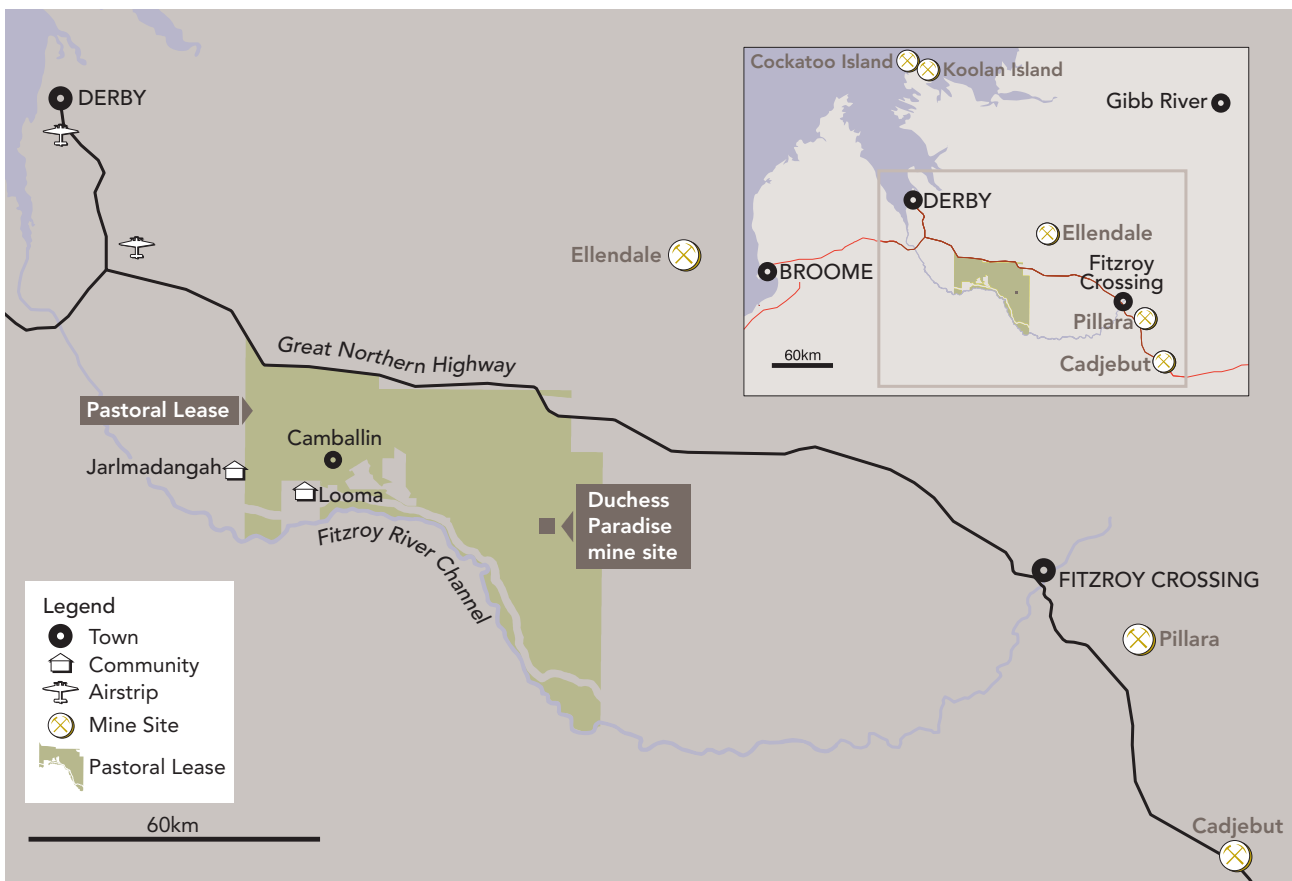 DERBY
Ellendale
Great Northern Highway
Pastoral Lease
Camballin
Jarlmadangah
Looma
Fitzroy River Channel
Duchess
Paradise
mine site
FITZROY CROSSING
Pillara
Cadjebut
Legend
Town
Community
Airstrip
Mine Site
Pastoral Lease
60km
Cockatoo Island
Koolan Island
Gibb River
DERBY
Ellendale
BROOME
Fitzroy
Crossing
Pillara
Cadjebut
60km